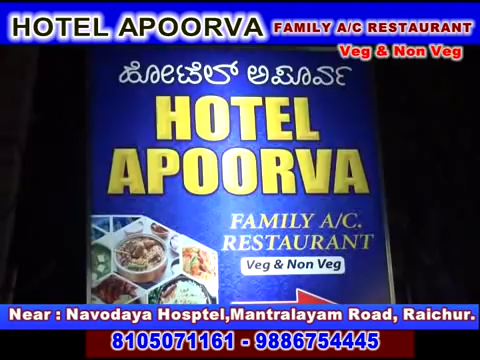 HOTEL APOORVA FAMILY A/C RESTAURANT
Veg & Non Veg
ಹೋಟೆಲ್ ಅಪೂರ್ವ
HOTEL
APOORVA
FAMILY A/C.
RESTAURANT
Veg & Non Veg
Near : Navodaya Hosptel,Mantralayam Road, Raichur.
8105071161 - 9886754445